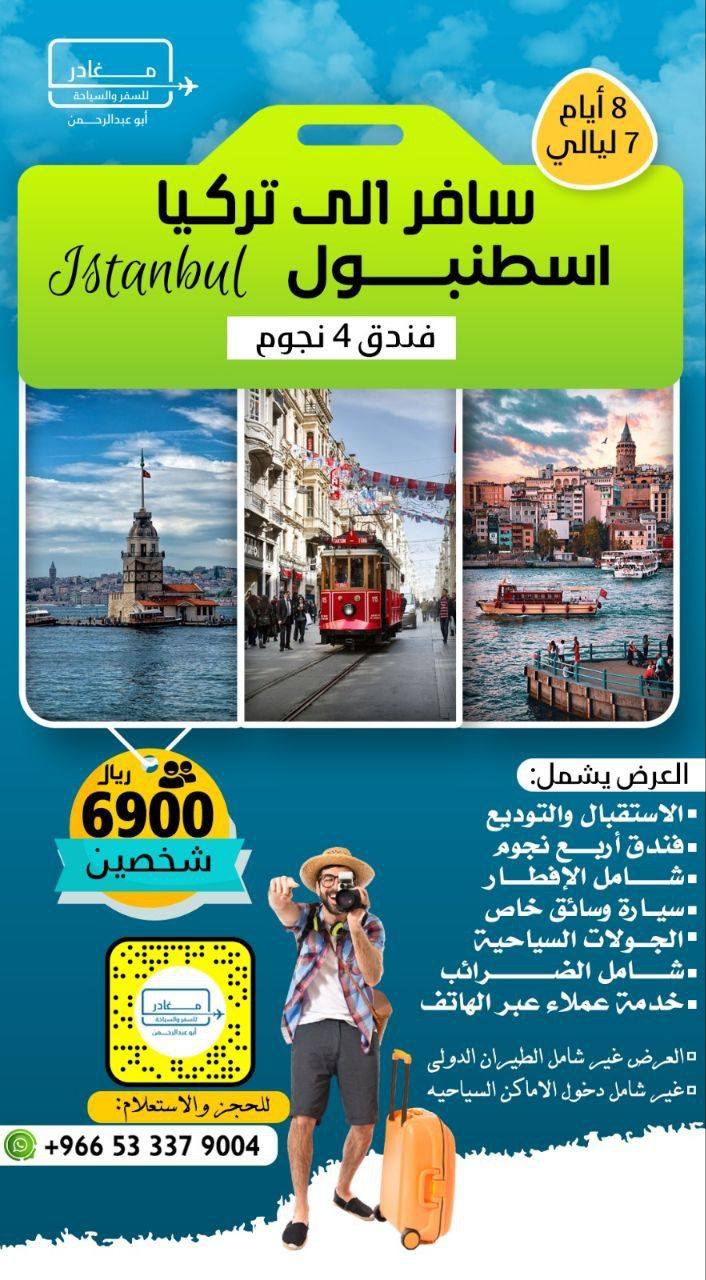 مغادر
للسفر والسياحة
أبو عبدالرحمن
8 أيام
7 ليالي
سافر الى تركيا
اسطنبول Istanbul
فندق 4 نجوم
ريال
6900
شخصين
العرض يشمل:
الاستقبال والتوديع
فندق أربع نجوم
شامل الإفطار
سيارة وسائق خاص
الجولات السياحية
شامل الضرائب
خدمة عملاء عبر الهاتف
العرض غير شامل الطيران الدولى
غير شامل دخول الاماكن السياحيه
مغادر
للسفر والسياحة
أبو عبدالرحمن
للحجز والاستعلام:
+966 53 337 9004